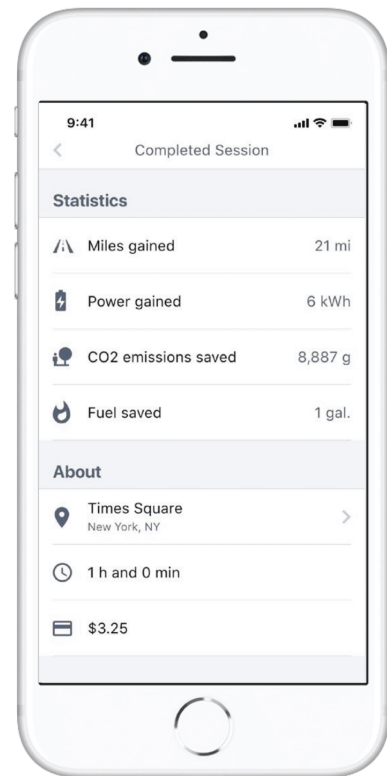 9:41
Completed Session
Statistics
Miles gained 21 mi
Power gained 6 kWh
CO2 emissions saved 8,887 g
Fuel saved 1 gal.
About
Times Square
New York, NY
1 h and 0 min
$3.25